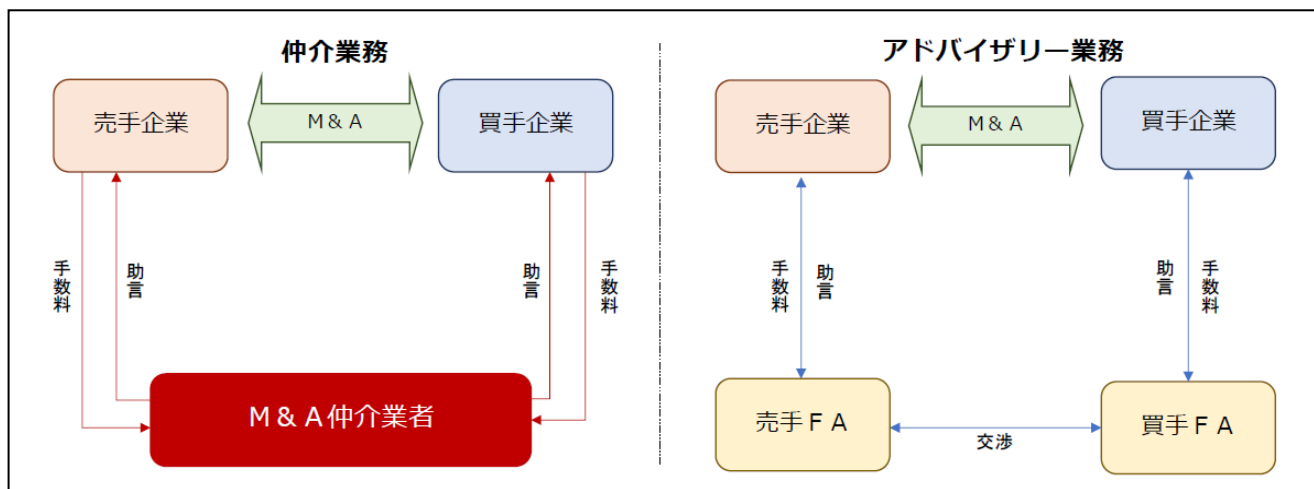 仲介業務
売手企業
M&A
買手企業
手数料
助言
助言
手数料
M&A仲介業者
アドバイザリー業務
売手企業
M&A
買手企業
手数料
助言
助言
手数料
売手FA
交渉
買手FA